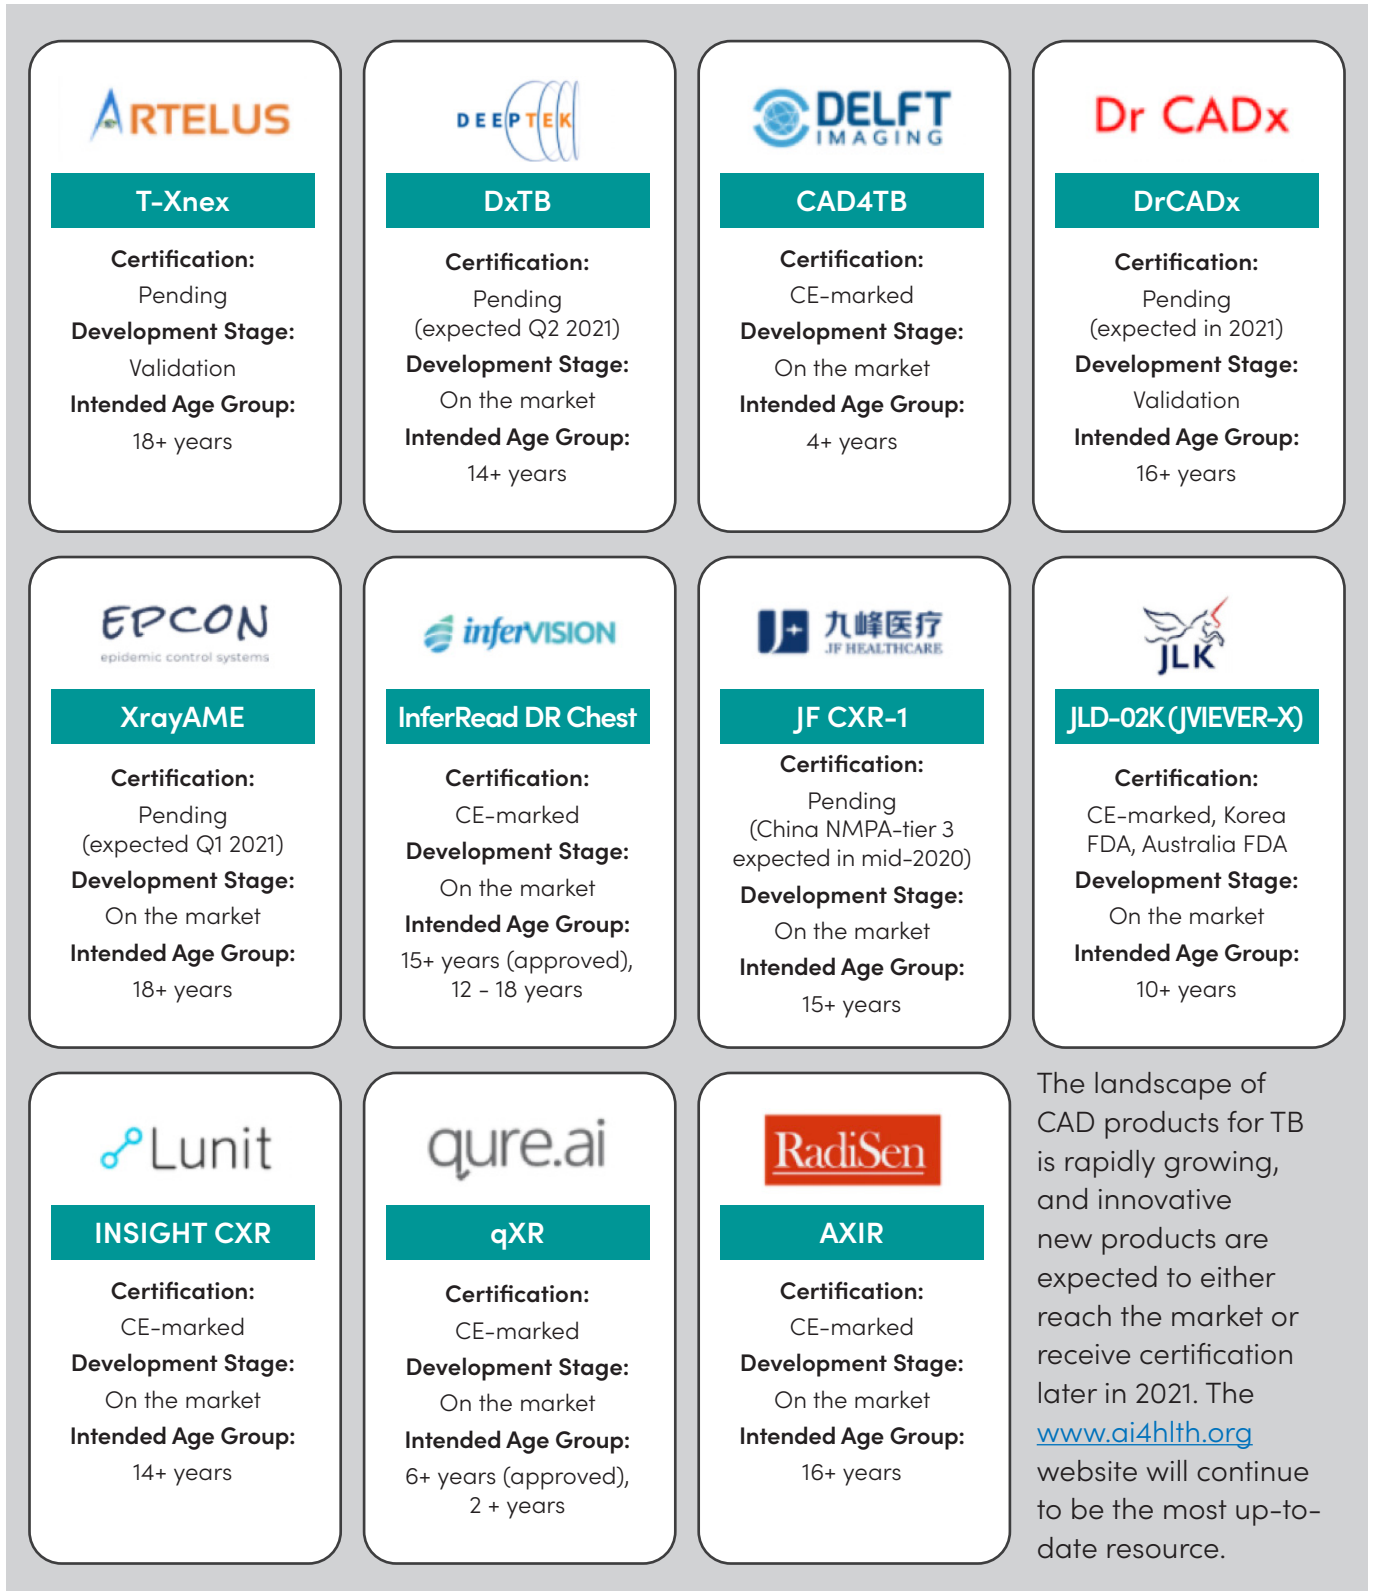 ARTELUS
T-Xnex
Certification:
Pending
Development Stage:
Validation
Intended Age Group:
18+ years
DEEPTEK
DxTB
Certification:
Pending
(expected Q2 2021)
Development Stage:
On the market
Intended Age Group:
14+ years
DELFT
IMAGING
CAD4TB
Certification:
CE-marked
Development Stage:
On the market
Intended Age Group:
4+ years
Dr CADx
DrCADx
Certification:
Pending
(expected in 2021)
Development Stage:
Validation
Intended Age Group:
16+ years
EPCON
epidemic control systems
XrayAME
Certification:
Pending
(expected Q1 2021)
Development Stage:
On the market
Intended Age Group:
18+ years
inferVISION
InferRead DR Chest
Certification:
CE-marked
Development Stage:
On the market
Intended Age Group:
15+ years (approved),
12 - 18 years
九峰医疗
JF HEALTHCARE
JF CXR-1
Certification:
Pending
(China NMPA-tier 3
expected in mid-2020)
Development Stage:
On the market
Intended Age Group:
15+ years
JLK
JLD-02K (JVIEVER-X)
Certification:
CE-marked, Korea
FDA, Australia FDA
Development Stage:
On the market
Intended Age Group:
10+ years
Lunit
INSIGHT CXR
Certification:
CE-marked
Development Stage:
On the market
Intended Age Group:
14+ years
qure.ai
qXR
Certification:
CE-marked
Development Stage:
On the market
Intended Age Group:
6+ years (approved),
2 + years
RadiSen
AXIR
Certification:
CE-marked
Development Stage:
On the market
Intended Age Group:
16+ years
The landscape of
CAD products for TB
is rapidly growing,
and innovative
new products are
expected to either
reach the market or
receive certification
later in 2021. The
www.ai4hlth.org
website will continue
to be the most up-to-
date resource.